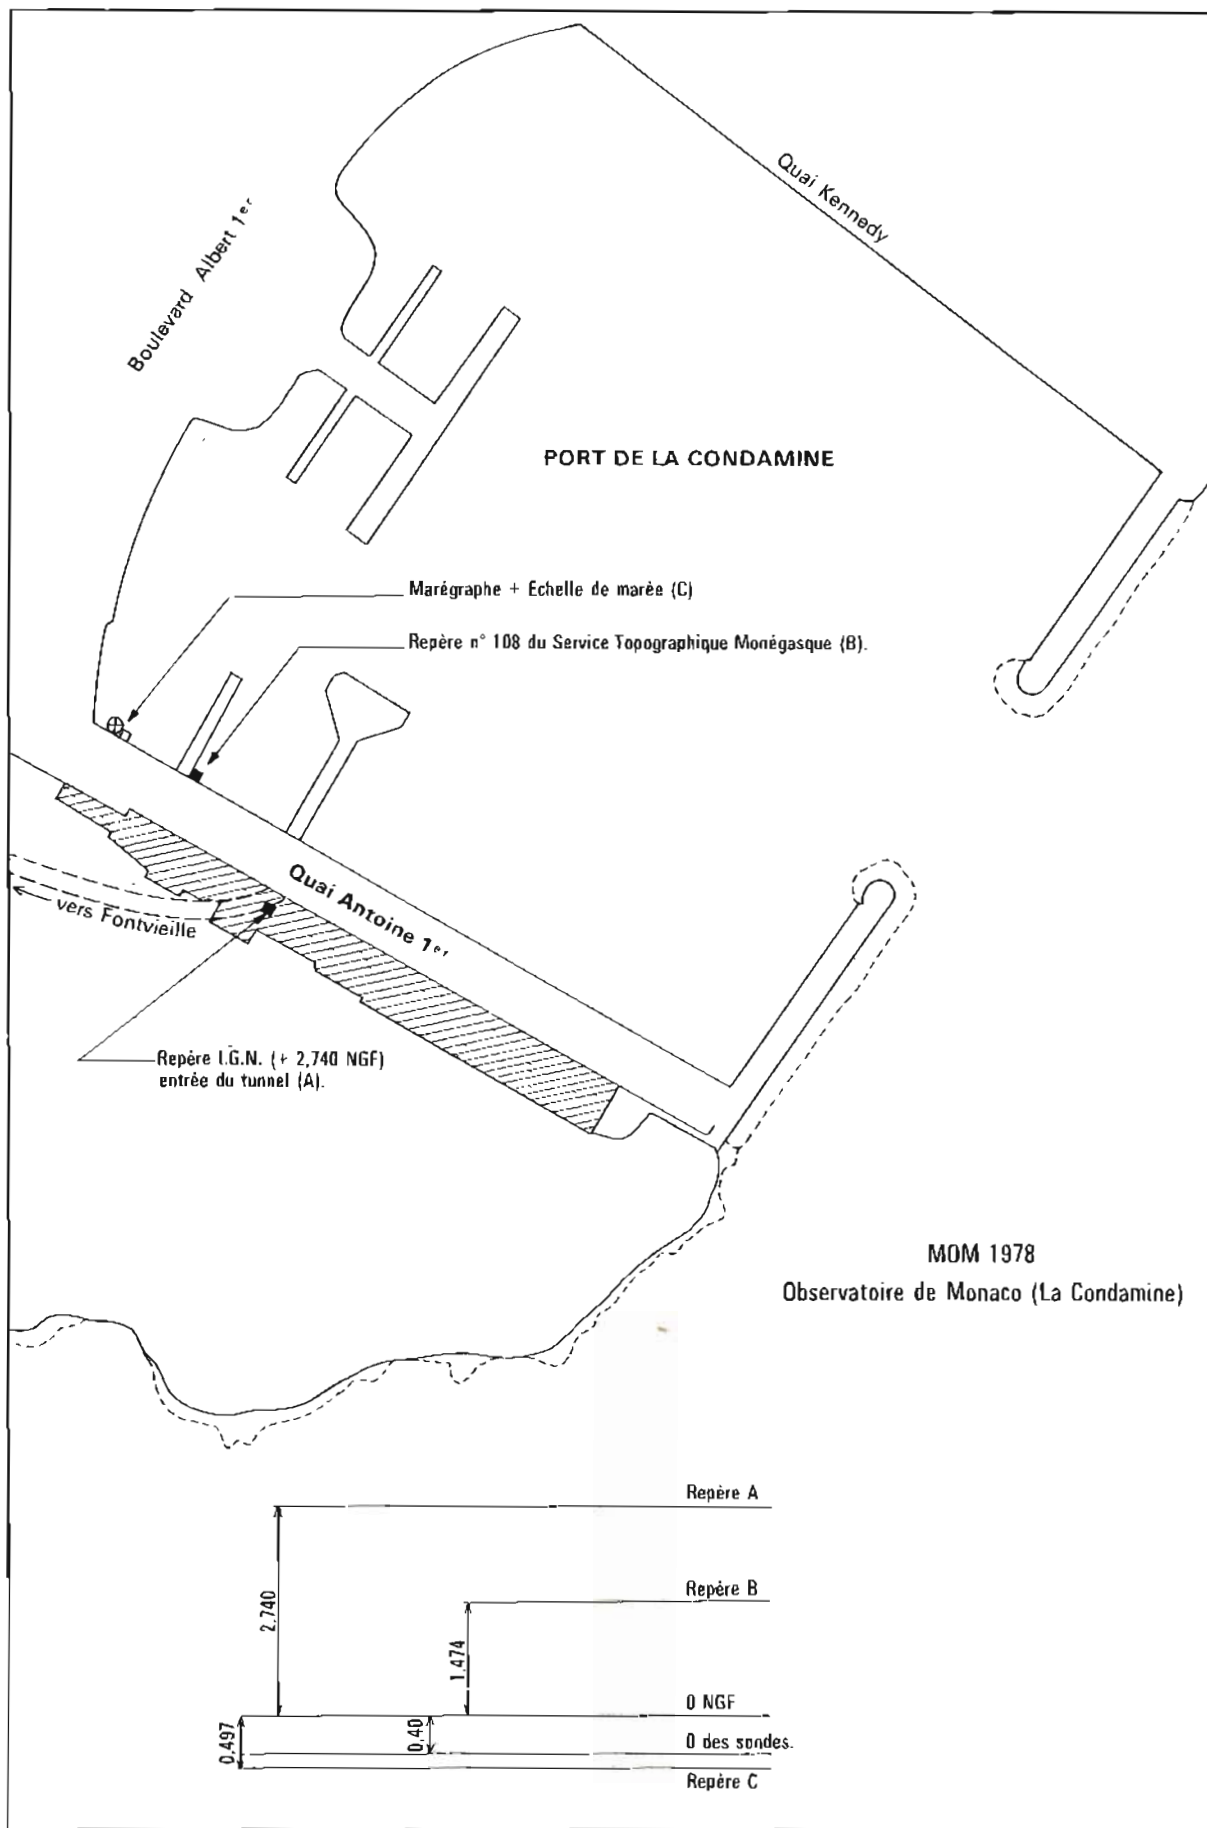 Quai Kennedy
Boulevard Albert 1er
PORT DE LA CONDAMINE
Marégraphe + Echelle de marée (C)
Repère n° 108 du Service Topographique Monégasque (B).
Quai Antoine 1er
vers Fontvieille
Repère I.G.N. (+ 2,740 NGF)
entrée du tunnel (A).
MOM 1978
Observatoire de Monaco (La Condamine)
Repère A
2.740
Repère B
1.474
0 NGF
0.497
0.40
0 des sondes.
Repère C